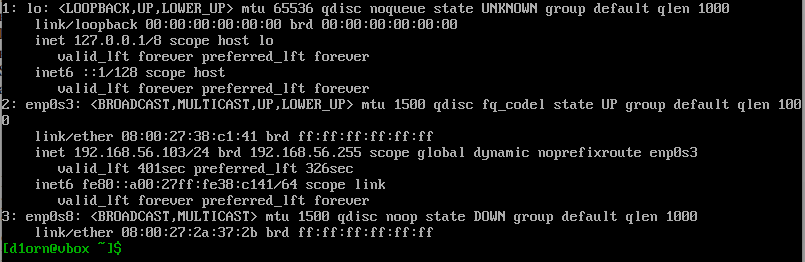 1: lo: <LOOPBACK,UP,LOWER_UP> mtu 65536 qdisc noqueue state UNKNOWN group default qlen 1000
    link/loopback 00:00:00:00:00:00 brd 00:00:00:00:00:00
    inet 127.0.0.1/8 scope host lo
       valid_lft forever preferred_lft forever
    inet6 ::1/128 scope host
       valid_lft forever preferred_lft forever
2: enp0s3: <BROADCAST,MULTICAST,UP,LOWER_UP> mtu 1500 qdisc fq_codel state UP group default qlen 100
0
    link/ether 08:00:27:38:c1:41 brd ff:ff:ff:ff:ff:ff
    inet 192.168.56.103/24 brd 192.168.56.255 scope global dynamic noprefixroute enp0s3
       valid_lft 401sec preferred_lft 326sec
    inet6 fe80::a00:27ff:fe38:c141/64 scope link
       valid_lft forever preferred_lft forever
3: enp0s8: <BROADCAST,MULTICAST> mtu 1500 qdisc noop state DOWN group default qlen 1000
    link/ether 08:00:27:2a:37:2b brd ff:ff:ff:ff:ff:ff
[d1orn@vbox ~]$